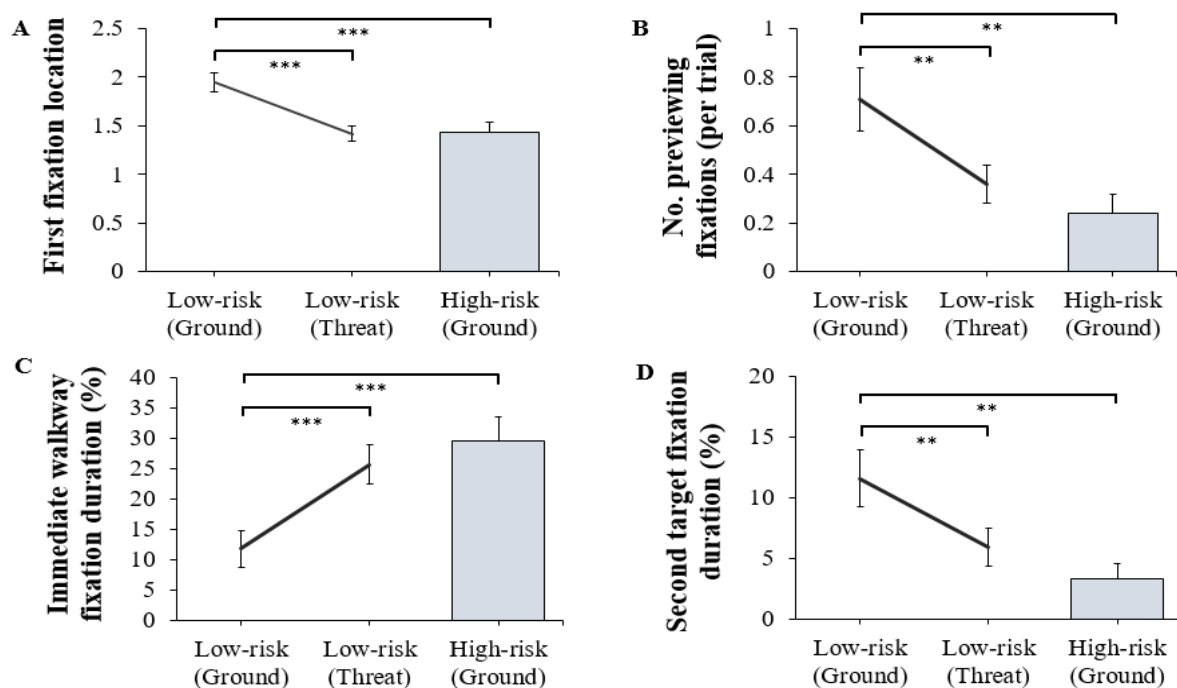 A
First fixation location
2.5
2
1.5
1
0.5
0
***
***
Low-risk
(Ground)
Low-risk
(Threat)
High-risk
(Ground)
B
No. previewing
fixations (per trial)
1
0.8
0.6
0.4
0.2
0
**
**
Low-risk
(Ground)
Low-risk
(Threat)
High-risk
(Ground)
C
Immediate walkway
fixation duration (%)
40
35
30
25
20
15
10
5
0
***
***
Low-risk
(Ground)
Low-risk
(Threat)
High-risk
(Ground)
D
Second target fixation
duration (%)
20
15
10
5
0
**
**
Low-risk
(Ground)
Low-risk
(Threat)
High-risk
(Ground)